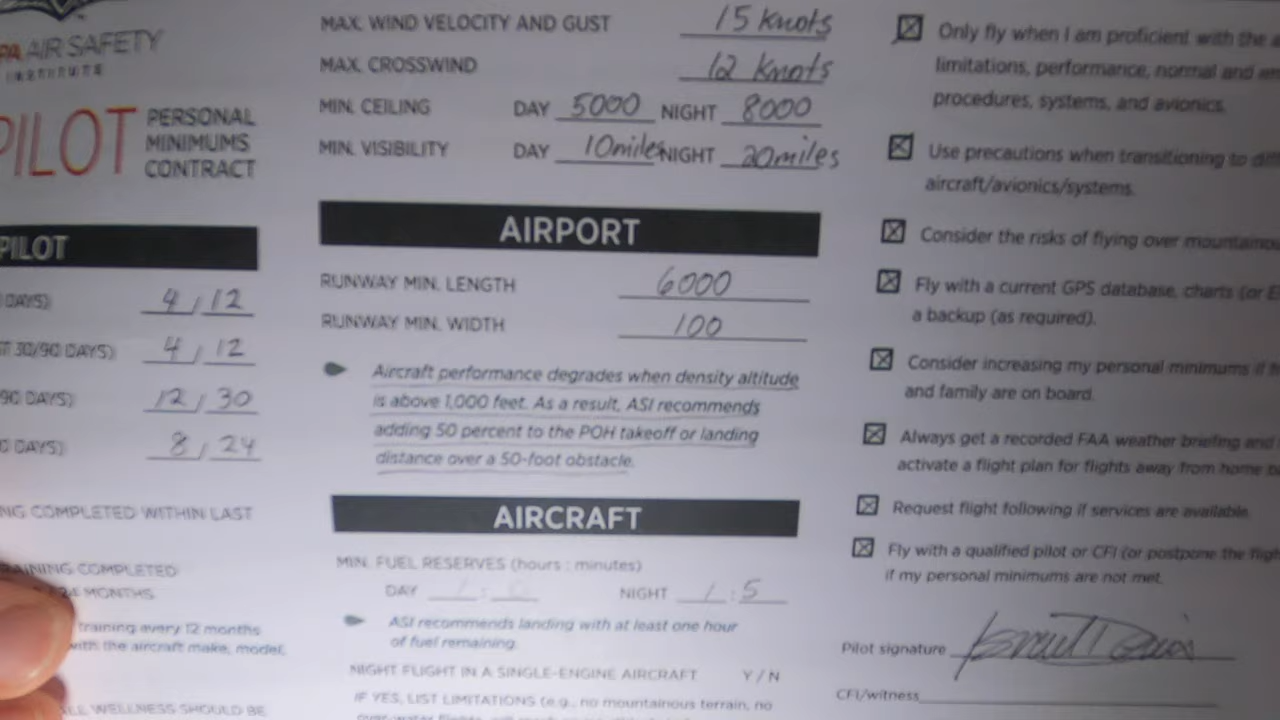 PA AIR SAFETY
INSTITUTE
PILOT PERSONAL
MINIMUMS
CONTRACT
PILOT
DAYS) 4 / 12
T 30/90 DAYS) 4 / 12
90 DAYS) 12 / 30
DAYS) 8 / 24
NG COMPLETED WITHIN LAST
AINING COMPLETED
MONTHS
training every 12 months
with the aircraft make, model,
WELLNESS SHOULD BE
MAX. WIND VELOCITY AND GUST 15 knots
MAX. CROSSWIND 12 knots
MIN. CEILING DAY 5000 NIGHT 8000
MIN. VISIBILITY DAY 10miles NIGHT 20miles
AIRPORT
RUNWAY MIN. LENGTH 6000
RUNWAY MIN. WIDTH 100
Aircraft performance degrades when density altitude
is above 1,000 feet. As a result, ASI recommends
adding 50 percent to the POH takeoff or landing
distance over a 50-foot obstacle.
AIRCRAFT
MIN. FUEL RESERVES (hours : minutes)
DAY : NIGHT 1 : 5
ASI recommends landing with at least one hour
of fuel remaining.
NIGHT FLIGHT IN A SINGLE-ENGINE AIRCRAFT Y / N
IF YES, LIST LIMITATIONS (e.g., no mountainous terrain, no
Only fly when I am proficient with the
limitations, performance, normal and
procedures, systems, and avionics.
Use precautions when transitioning to
aircraft/avionics/systems.
Consider the risks of flying over
Fly with a current GPS database, charts (or
a backup (as required).
Consider increasing my personal minimums if
and family are on board.
Always get a recorded FAA weather briefing and
activate a flight plan for flights away from home
Request flight following if services are available.
Fly with a qualified pilot or CFI (or postpone the
if my personal minimums are not met.
Pilot signature
CFI/witness